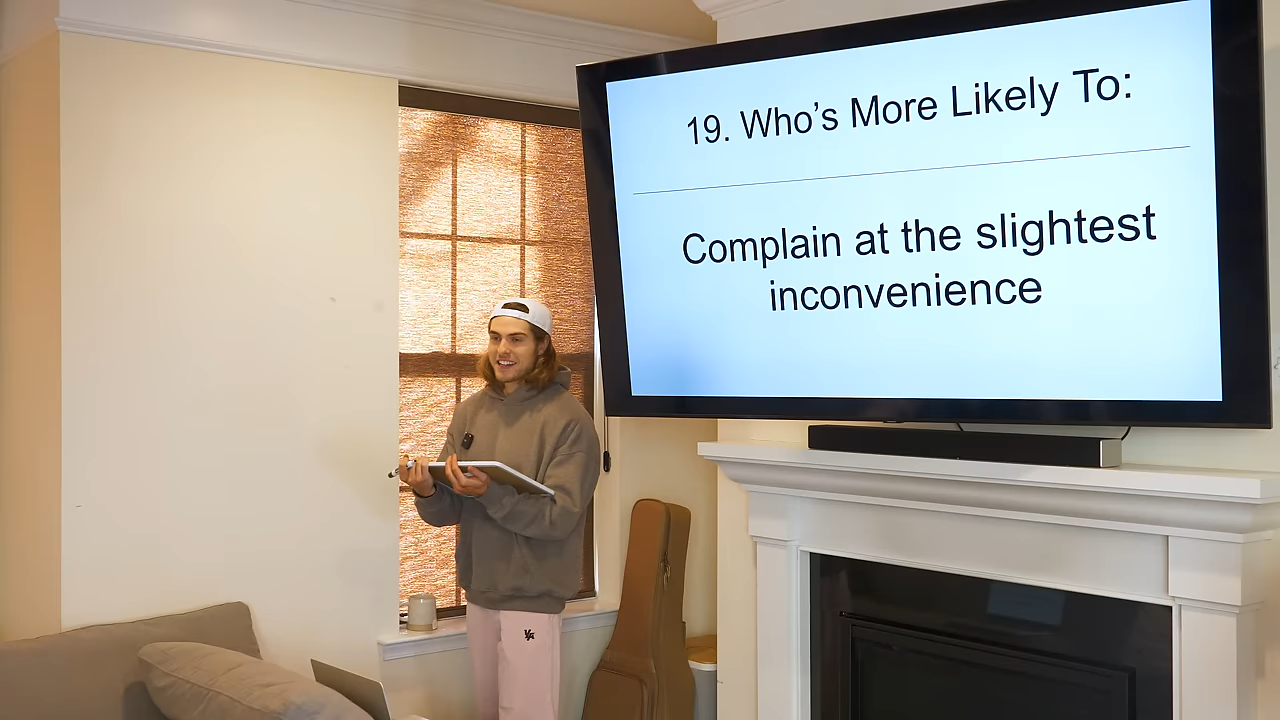 19. Who's More Likely To:
Complain at the slightest
inconvenience